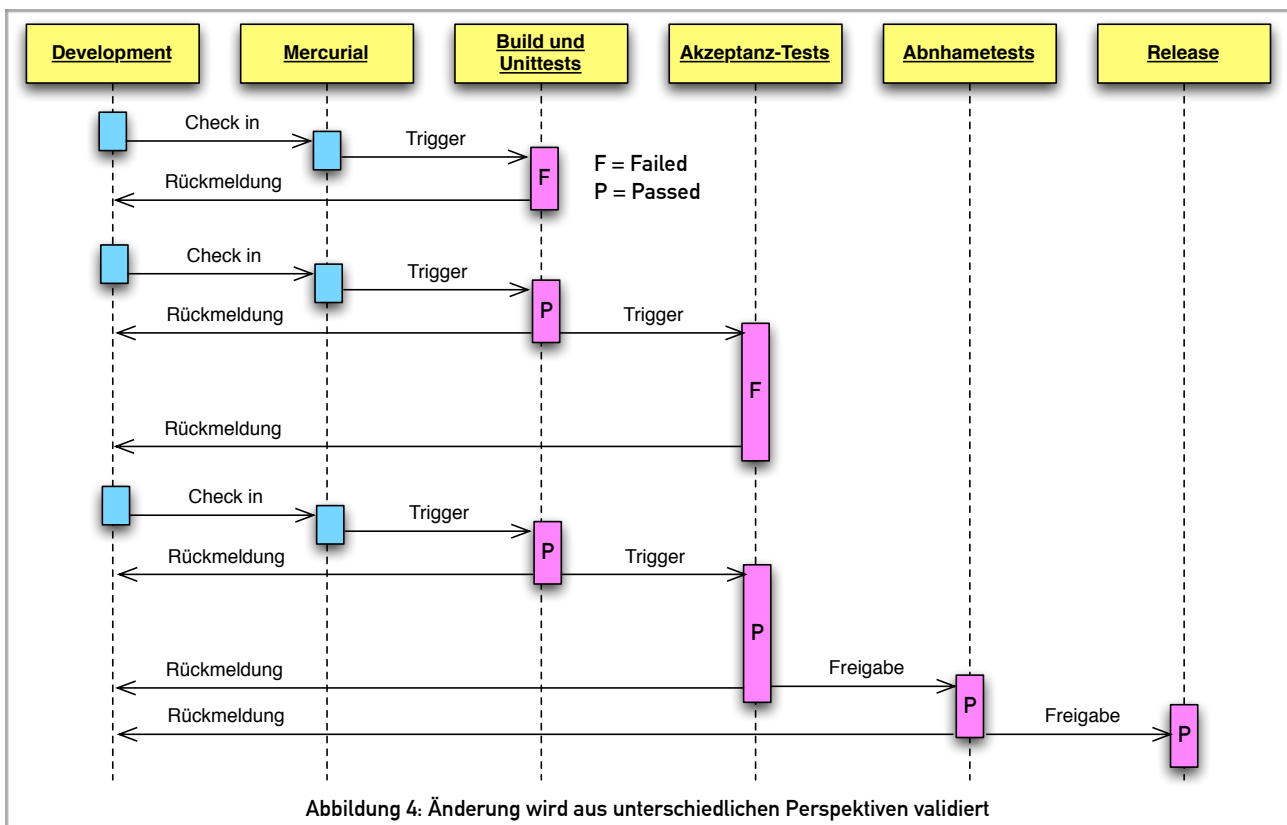 Development
Mercurial
Build und
Unittests
Akzeptanz-Tests
Abnhametests
Release
Check in
Trigger
F = Failed
P = Passed
Rückmeldung
F
Check in
Trigger
Rückmeldung
P
Trigger
F
Rückmeldung
Check in
Trigger
Rückmeldung
P
Trigger
P
Rückmeldung
Freigabe
P
Rückmeldung
Freigabe
P
Abbildung 4: Änderung wird aus unterschiedlichen Perspektiven validiert